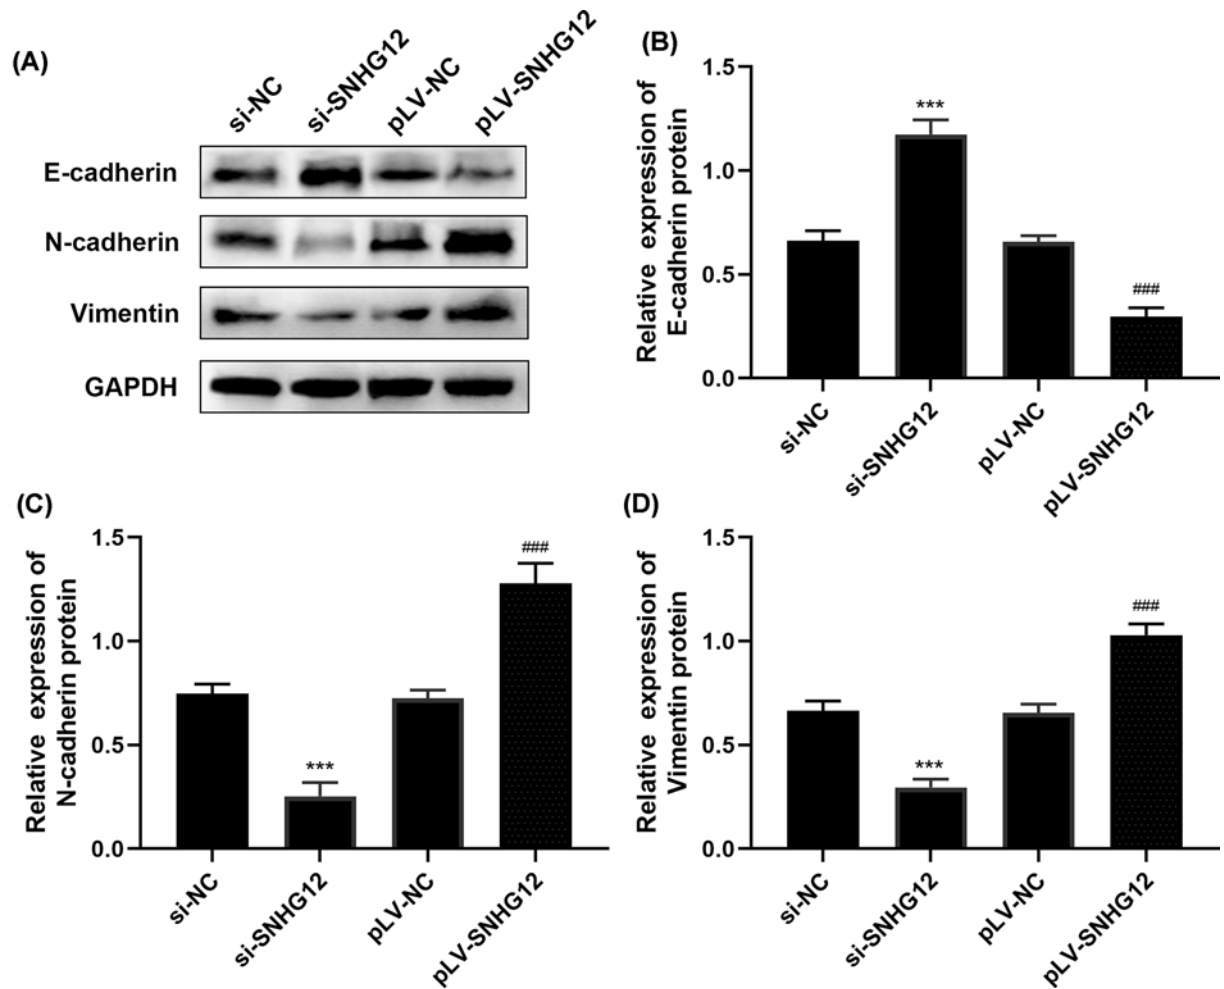 (A)
si-NC
si-SNHG12
pLV-NC
pLV-SNHG12
E-cadherin
N-cadherin
Vimentin
GAPDH
(B)
Relative expression of
E-cadherin protein
1.5
1.0
0.5
0.0
***
###
si-NC
si-SNHG12
pLV-NC
pLV-SNHG12
(C)
Relative expression of
N-cadherin protein
1.5
1.0
0.5
0.0
***
###
si-NC
si-SNHG12
pLV-NC
pLV-SNHG12
(D)
Relative expression of
Vimentin protein
1.5
1.0
0.5
0.0
***
###
si-NC
si-SNHG12
pLV-NC
pLV-SNHG12